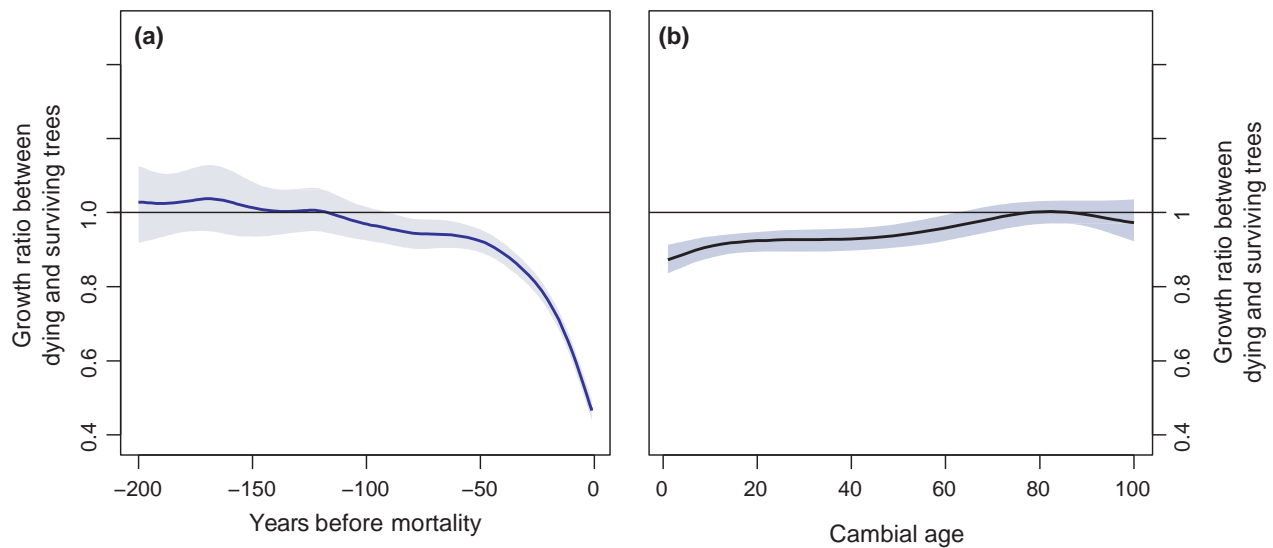 (a)
Growth ratio between
dying and surviving trees
1.0
0.8
0.6
0.4
−200
−150
−100
−50
0
Years before mortality
(b)
Growth ratio between
dying and surviving trees
1
0.8
0.6
0.4
0
20
40
60
80
100
Cambial age